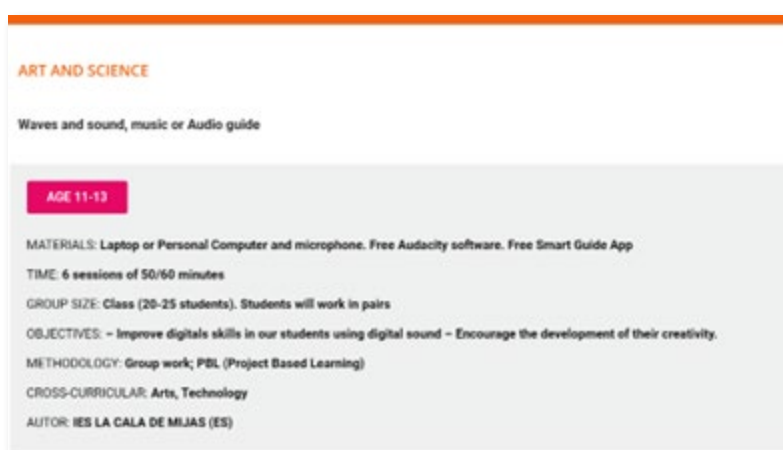 ART AND SCIENCE
Waves and sound, music or Audio guide
AGE 11-13
MATERIALS: Laptop or Personal Computer and microphone. Free Audacity software. Free Smart Guide App
TIME: 6 sessions of 50/60 minutes
GROUP SIZE: Class (20-25 students). Students will work in pairs
OBJECTIVES: – Improve digitals skills in our students using digital sound – Encourage the development of their creativity.
METHODOLOGY: Group work; PBL (Project Based Learning)
CROSS-CURRICULAR: Arts, Technology
AUTOR: IES LA CALA DE MIJAS (ES)